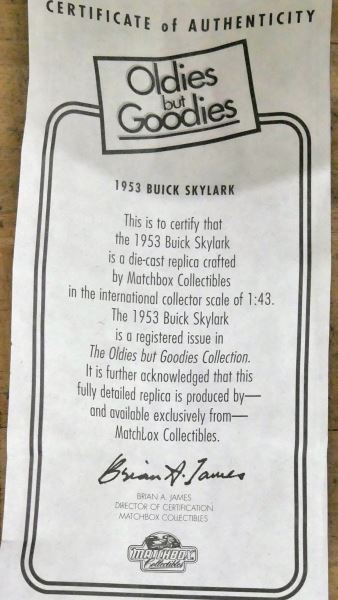 CERTIFICATE of AUTHENTICITY
Oldies
but
Goodies
1953 BUICK SKYLARK
This is to certify that
the 1953 Buick Skylark
is a die-cast replica crafted
by Matchbox Collectibles
in the international collector scale of 1:43.
The 1953 Buick Skylark
is a registered issue in
The Oldies but Goodies Collection.
It is further acknowledged that this
fully detailed replica is produced by—
and available exclusively from—
MatchLox Collectibles.
Brian A. James
BRIAN A. JAMES
DIRECTOR OF CERTIFICATION
MATCHBOX COLLECTIBLES
MATCHBOX
Collectibles